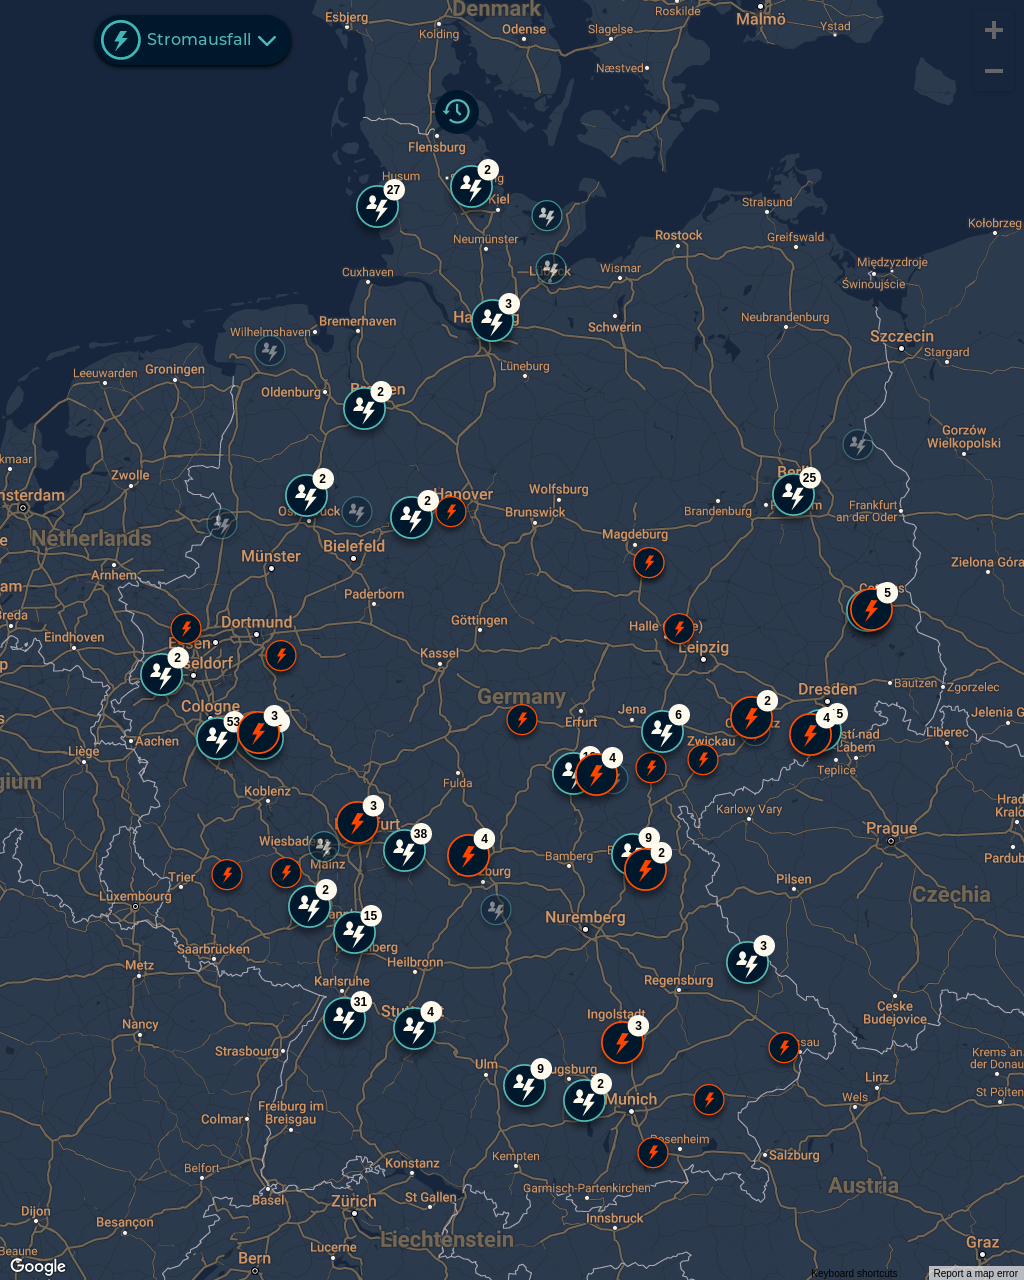 Denmark
Esbjerg
Kolding
Odense
Slagelse
Roskilde
Malmö
Ystad
Stromausfall
Næstved
Flensburg
Husum
2
27
Kiel
Stralsund
Neumünster
Rostock
Greifswald
Kołobrzeg
Cuxhaven
Wismar
Międzyzdroje
Świnoujście
3
Bremerhaven
Wilhelmshaven
Schwerin
Neubrandenburg
Szczecin
Stargard
Leeuwarden
Groningen
Lüneburg
Oldenburg
2
Gorzów
Wielkopolski
Zwolle
2
2
Hanover
Wolfsburg
25
Brunswick
Brandenburg
Frankfurt
an der Oder
Netherlands
Münster
Bielefeld
Magdeburg
Zielona Góra
Arnhem
Paderborn
5
Dortmund
Göttingen
Essen
Eindhoven
Kassel
2
Leipzig
Germany
Dresden
Bautzen
Zgorzelec
Cologne
53
3
Erfurt
Jena
6
2
4
5
Aachen
Zwickau
Liberec
Ústí nad
Labem
Teplice
Liège
4
Fulda
Koblenz
3
Karlovy Vary
Prague
38
4
9
2
Mainz
Bamberg
Trier
Luxembourg
2
15
Pilsen
Czechia
Nuremberg
Saarbrücken
Metz
Heilbronn
3
Karlsruhe
31
4
Regensburg
Ingolstadt
3
Ceske
Budejovice
Nancy
Strasbourg
Ulm
9
2
Munich
Linz
Wels
Krems an
der Donau
St Pölten
Colmar
Freiburg im
Breisgau
Rosenheim
Salzburg
Belfort
Konstanz
Kempten
Garmisch-Partenkirchen
Austria
Basel
Zürich
St Gallen
Dijon
Besançon
Innsbruck
Liechtenstein
Lucerne
Bern
Graz
Beaune
Google
Keyboard shortcuts
Report a map error